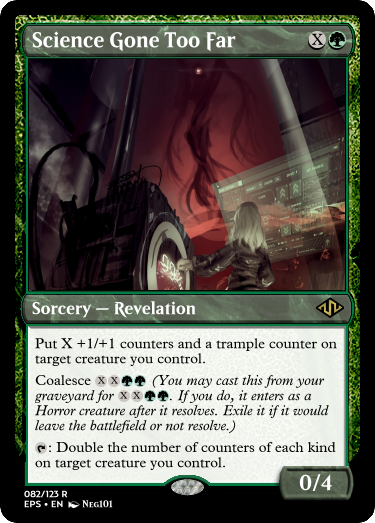 Science Gone Too Far X
Sorcery — Revelation
Put X +1/+1 counters and a trample counter on
target creature you control.
Coalesce X X (You may cast this from your
graveyard for X X . If you do, it enters as a
Horror creature after it resolves. Exile it if it would
leave the battlefield or not resolve.)
: Double the number of counters of each kind
on target creature you control.
0/4
082/123 R
EPS • EN Neg101